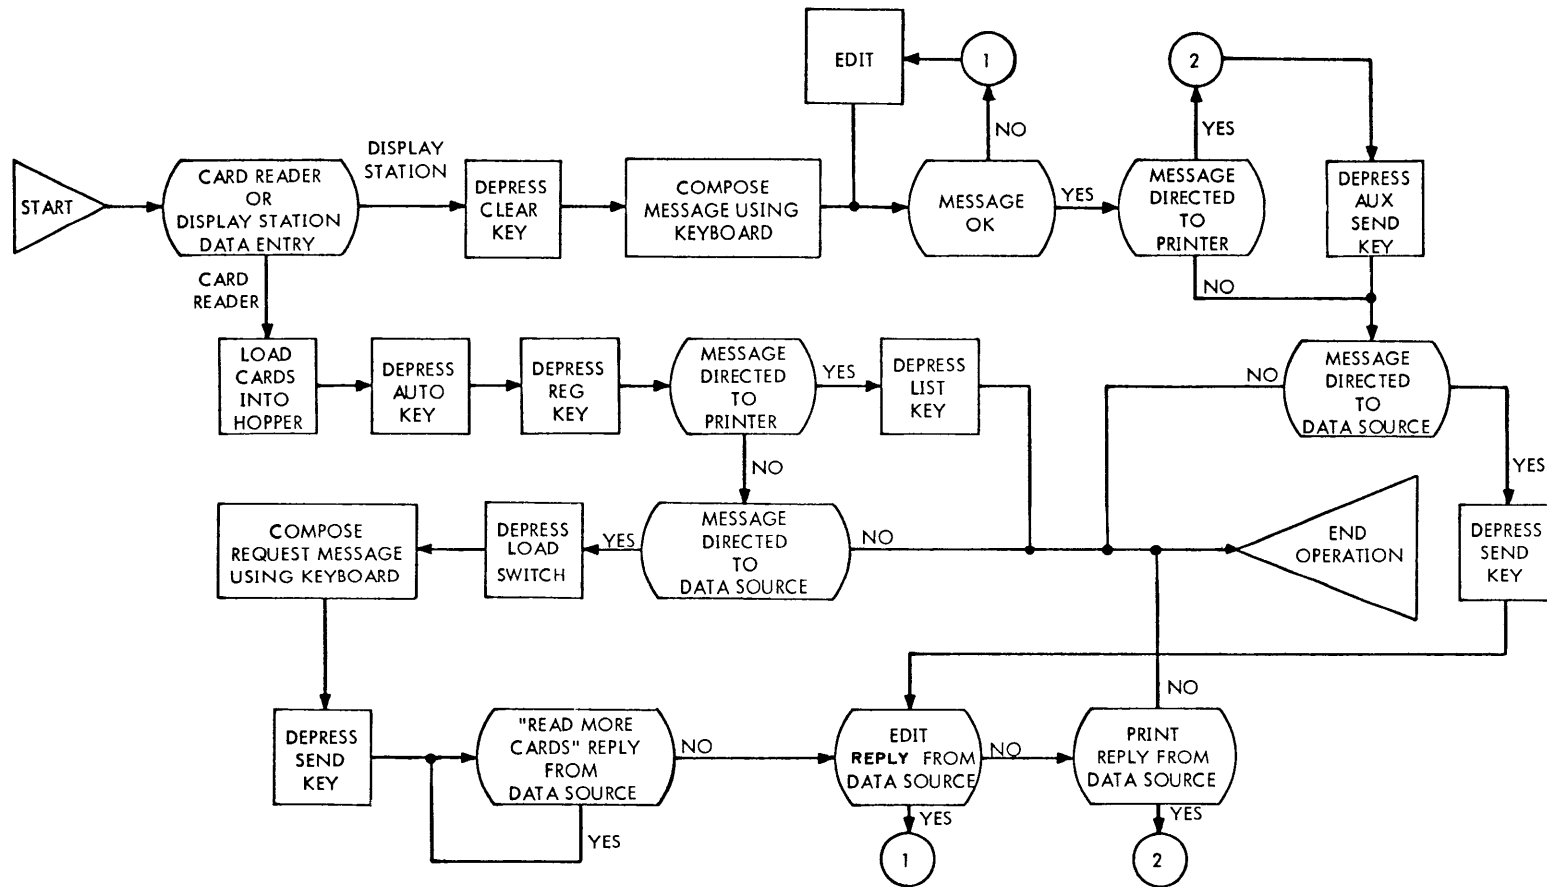 EDIT
1
2
NO
YES
START
CARD READER
OR
DISPLAY STATION
DATA ENTRY
DISPLAY
STATION
DEPRESS
CLEAR
KEY
COMPOSE
MESSAGE USING
KEYBOARD
MESSAGE
OK
YES
MESSAGE
DIRECTED
TO
PRINTER
DEPRESS
AUX
SEND
KEY
NO
CARD
READER
LOAD
CARDS
INTO
HOPPER
DEPRESS
AUTO
KEY
DEPRESS
REG
KEY
MESSAGE
DIRECTED
TO
PRINTER
YES
DEPRESS
LIST
KEY
NO
MESSAGE
DIRECTED
TO
DATA SOURCE
NO
YES
COMPOSE
REQUEST MESSAGE
USING KEYBOARD
DEPRESS
LOAD
SWITCH
YES
MESSAGE
DIRECTED
TO
DATA SOURCE
NO
END
OPERATION
DEPRESS
SEND
KEY
NO
DEPRESS
SEND
KEY
"READ MORE
CARDS" REPLY
FROM
DATA SOURCE
NO
YES
EDIT
REPLY FROM
DATA SOURCE
NO
YES
1
PRINT
REPLY FROM
DATA SOURCE
YES
2